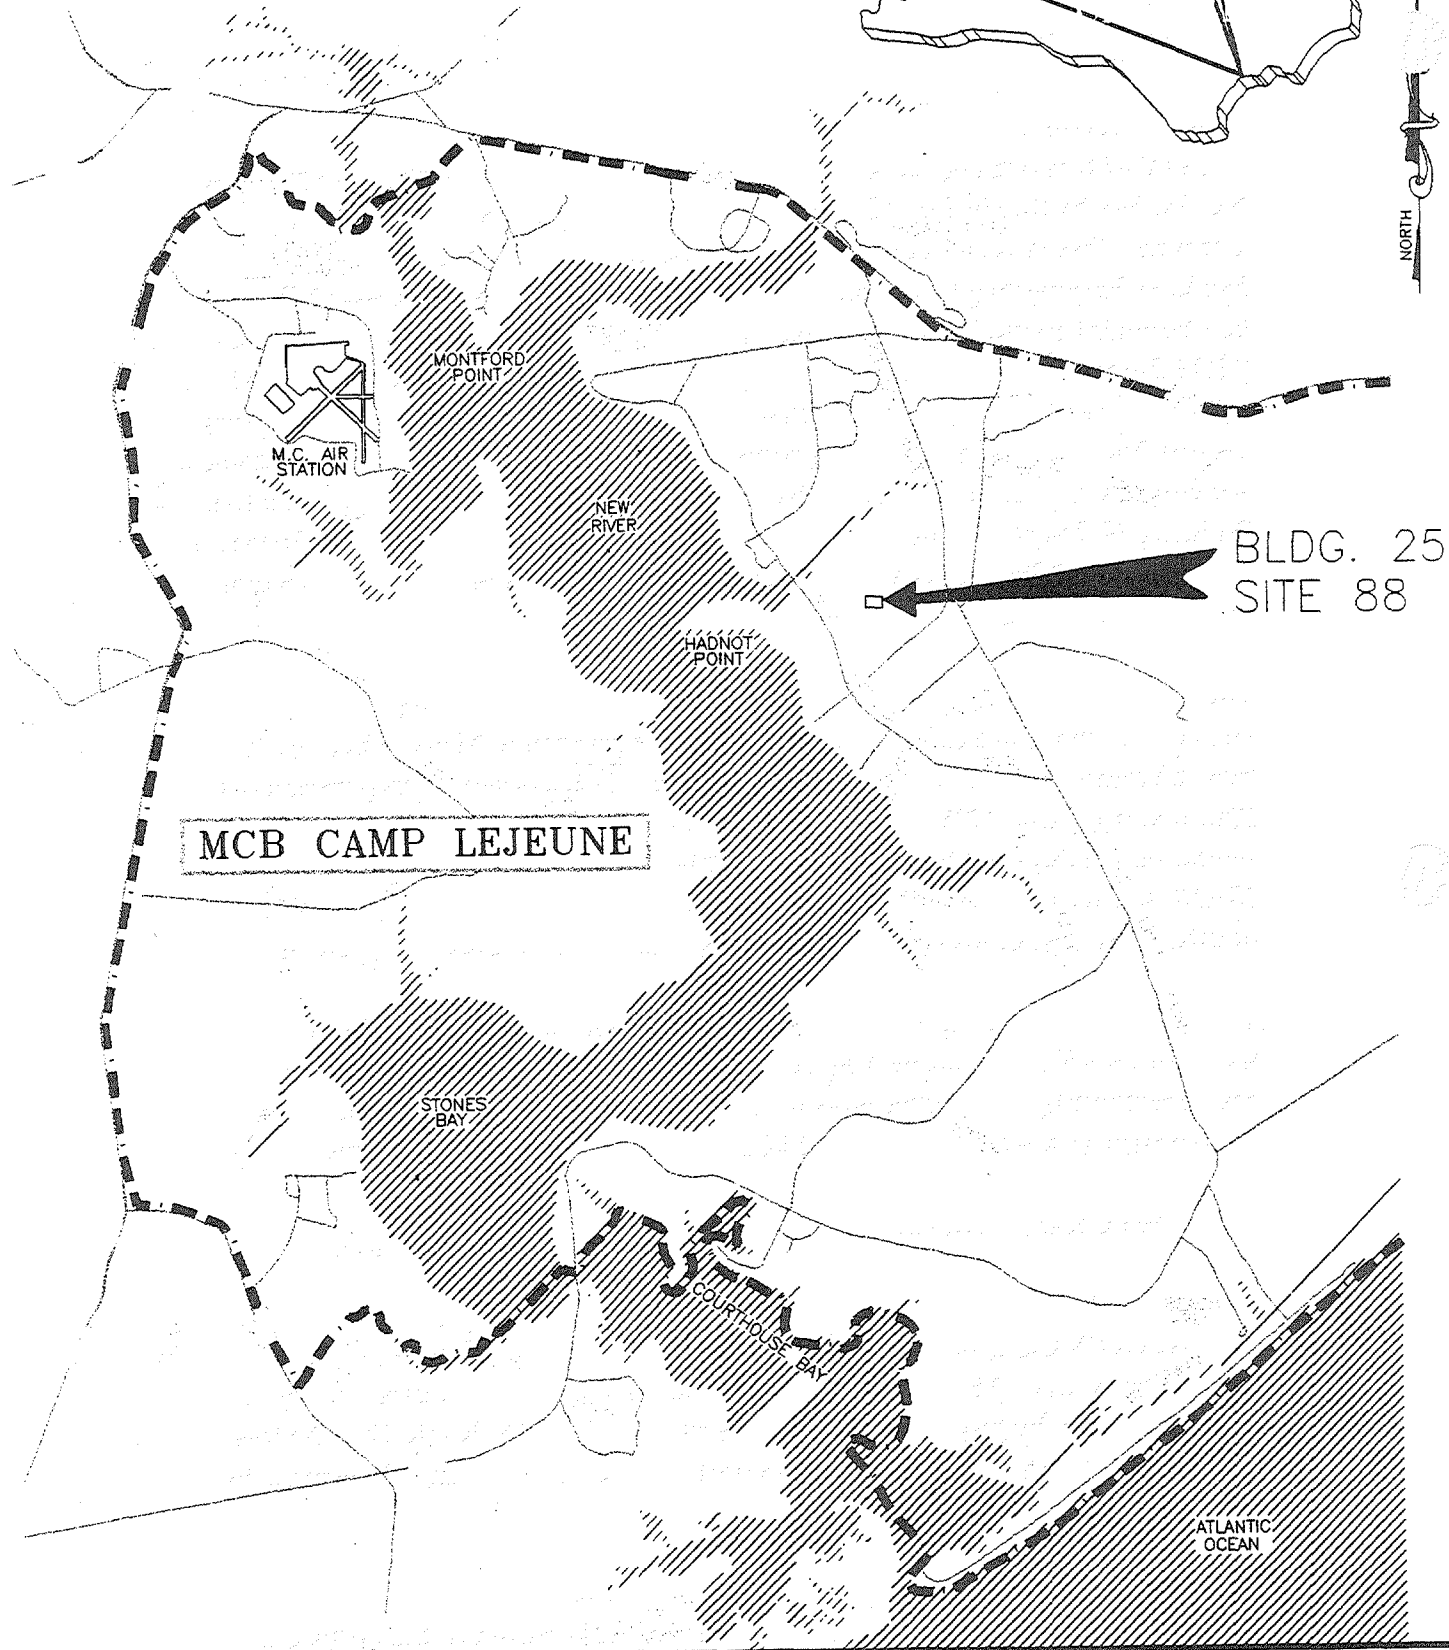 NORTH
MONTFORD
POINT
M.C. AIR
STATION
NEW
RIVER
BLDG. 25
SITE 88
HADNOT
POINT
MCB CAMP LEJEUNE
STONES
BAY
COURTHOUSE BAY
ATLANTIC
OCEAN